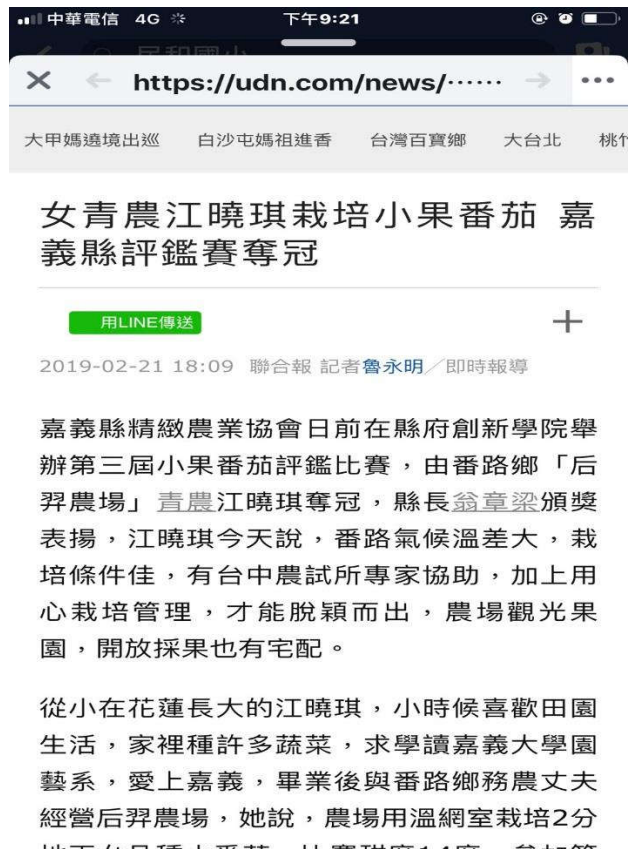 中華電信 4G 下午9:21
https://udn.com/news/⋯⋯
大甲媽遶境出巡 白沙屯媽祖進香 台灣百寶鄉 大台北 桃竹
女青農江曉琪栽培小果番茄 嘉
義縣評鑑賽奪冠
用LINE傳送
2019-02-21 18:09 聯合報 記者魯永明╱即時報導
嘉義縣精緻農業協會日前在縣府創新學院舉
辦第三屆小果番茄評鑑比賽，由番路鄉「后
羿農場」青農江曉琪奪冠，縣長翁章梁頒獎
表揚，江曉琪今天說，番路氣候溫差大，栽
培條件佳，有台中農試所專家協助，加上用
心栽培管理，才能脫穎而出，農場觀光果
園，開放採果也有宅配。
從小在花蓮長大的江曉琪，小時候喜歡田園
生活，家裡種許多蔬菜，求學讀嘉義大學園
藝系，愛上嘉義，畢業後與番路鄉務農丈夫
經營后羿農場，她說，農場用溫網室栽培2分